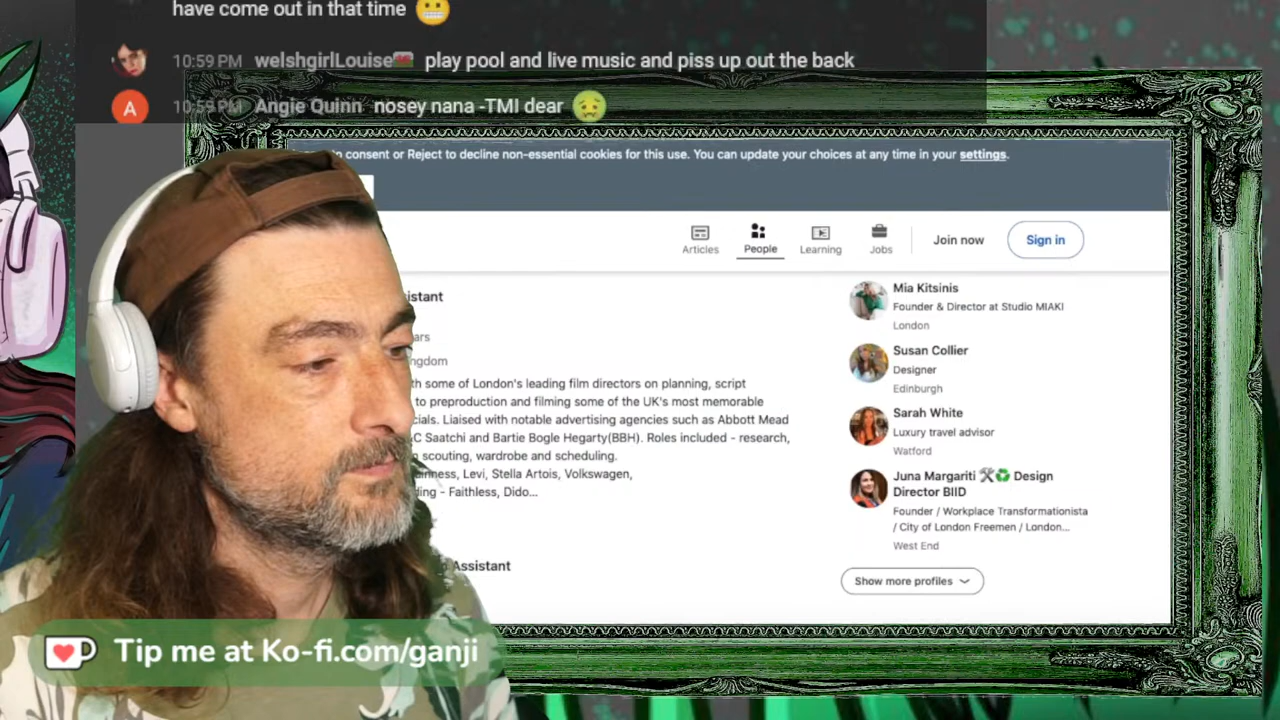 have come out in that time 😬
10:59 PM welshgirlLouise🏴󠁧󠁢󠁷󠁬󠁳󠁿 play pool and live music and piss up out the back
A 10:59 PM Angie Quinn nosey nana -TMI dear 🤢
consent or Reject to decline non-essential cookies for this use. You can update your choices at any time in your settings.
Articles People Learning Jobs Join now Sign in
istant
ars
ngdom
th some of London's leading film directors on planning, script
to preproduction and filming some of the UK's most memorable
cials. Liaised with notable advertising agencies such as Abbott Mead
C Saatchi and Bartie Bogle Hegarty(BBH). Roles included - research,
scouting, wardrobe and scheduling.
inness, Levi, Stella Artois, Volkswagen,
ding - Faithless, Dido...
Assistant
Mia Kitsinis
Founder & Director at Studio MIAKI
London
Susan Collier
Designer
Edinburgh
Sarah White
Luxury travel advisor
Watford
Juna Margariti 🛠️♻️ Design
Director BIID
Founder / Workplace Transformationista
/ City of London Freemen / London...
West End
Show more profiles
Tip me at Ko-fi.com/ganji